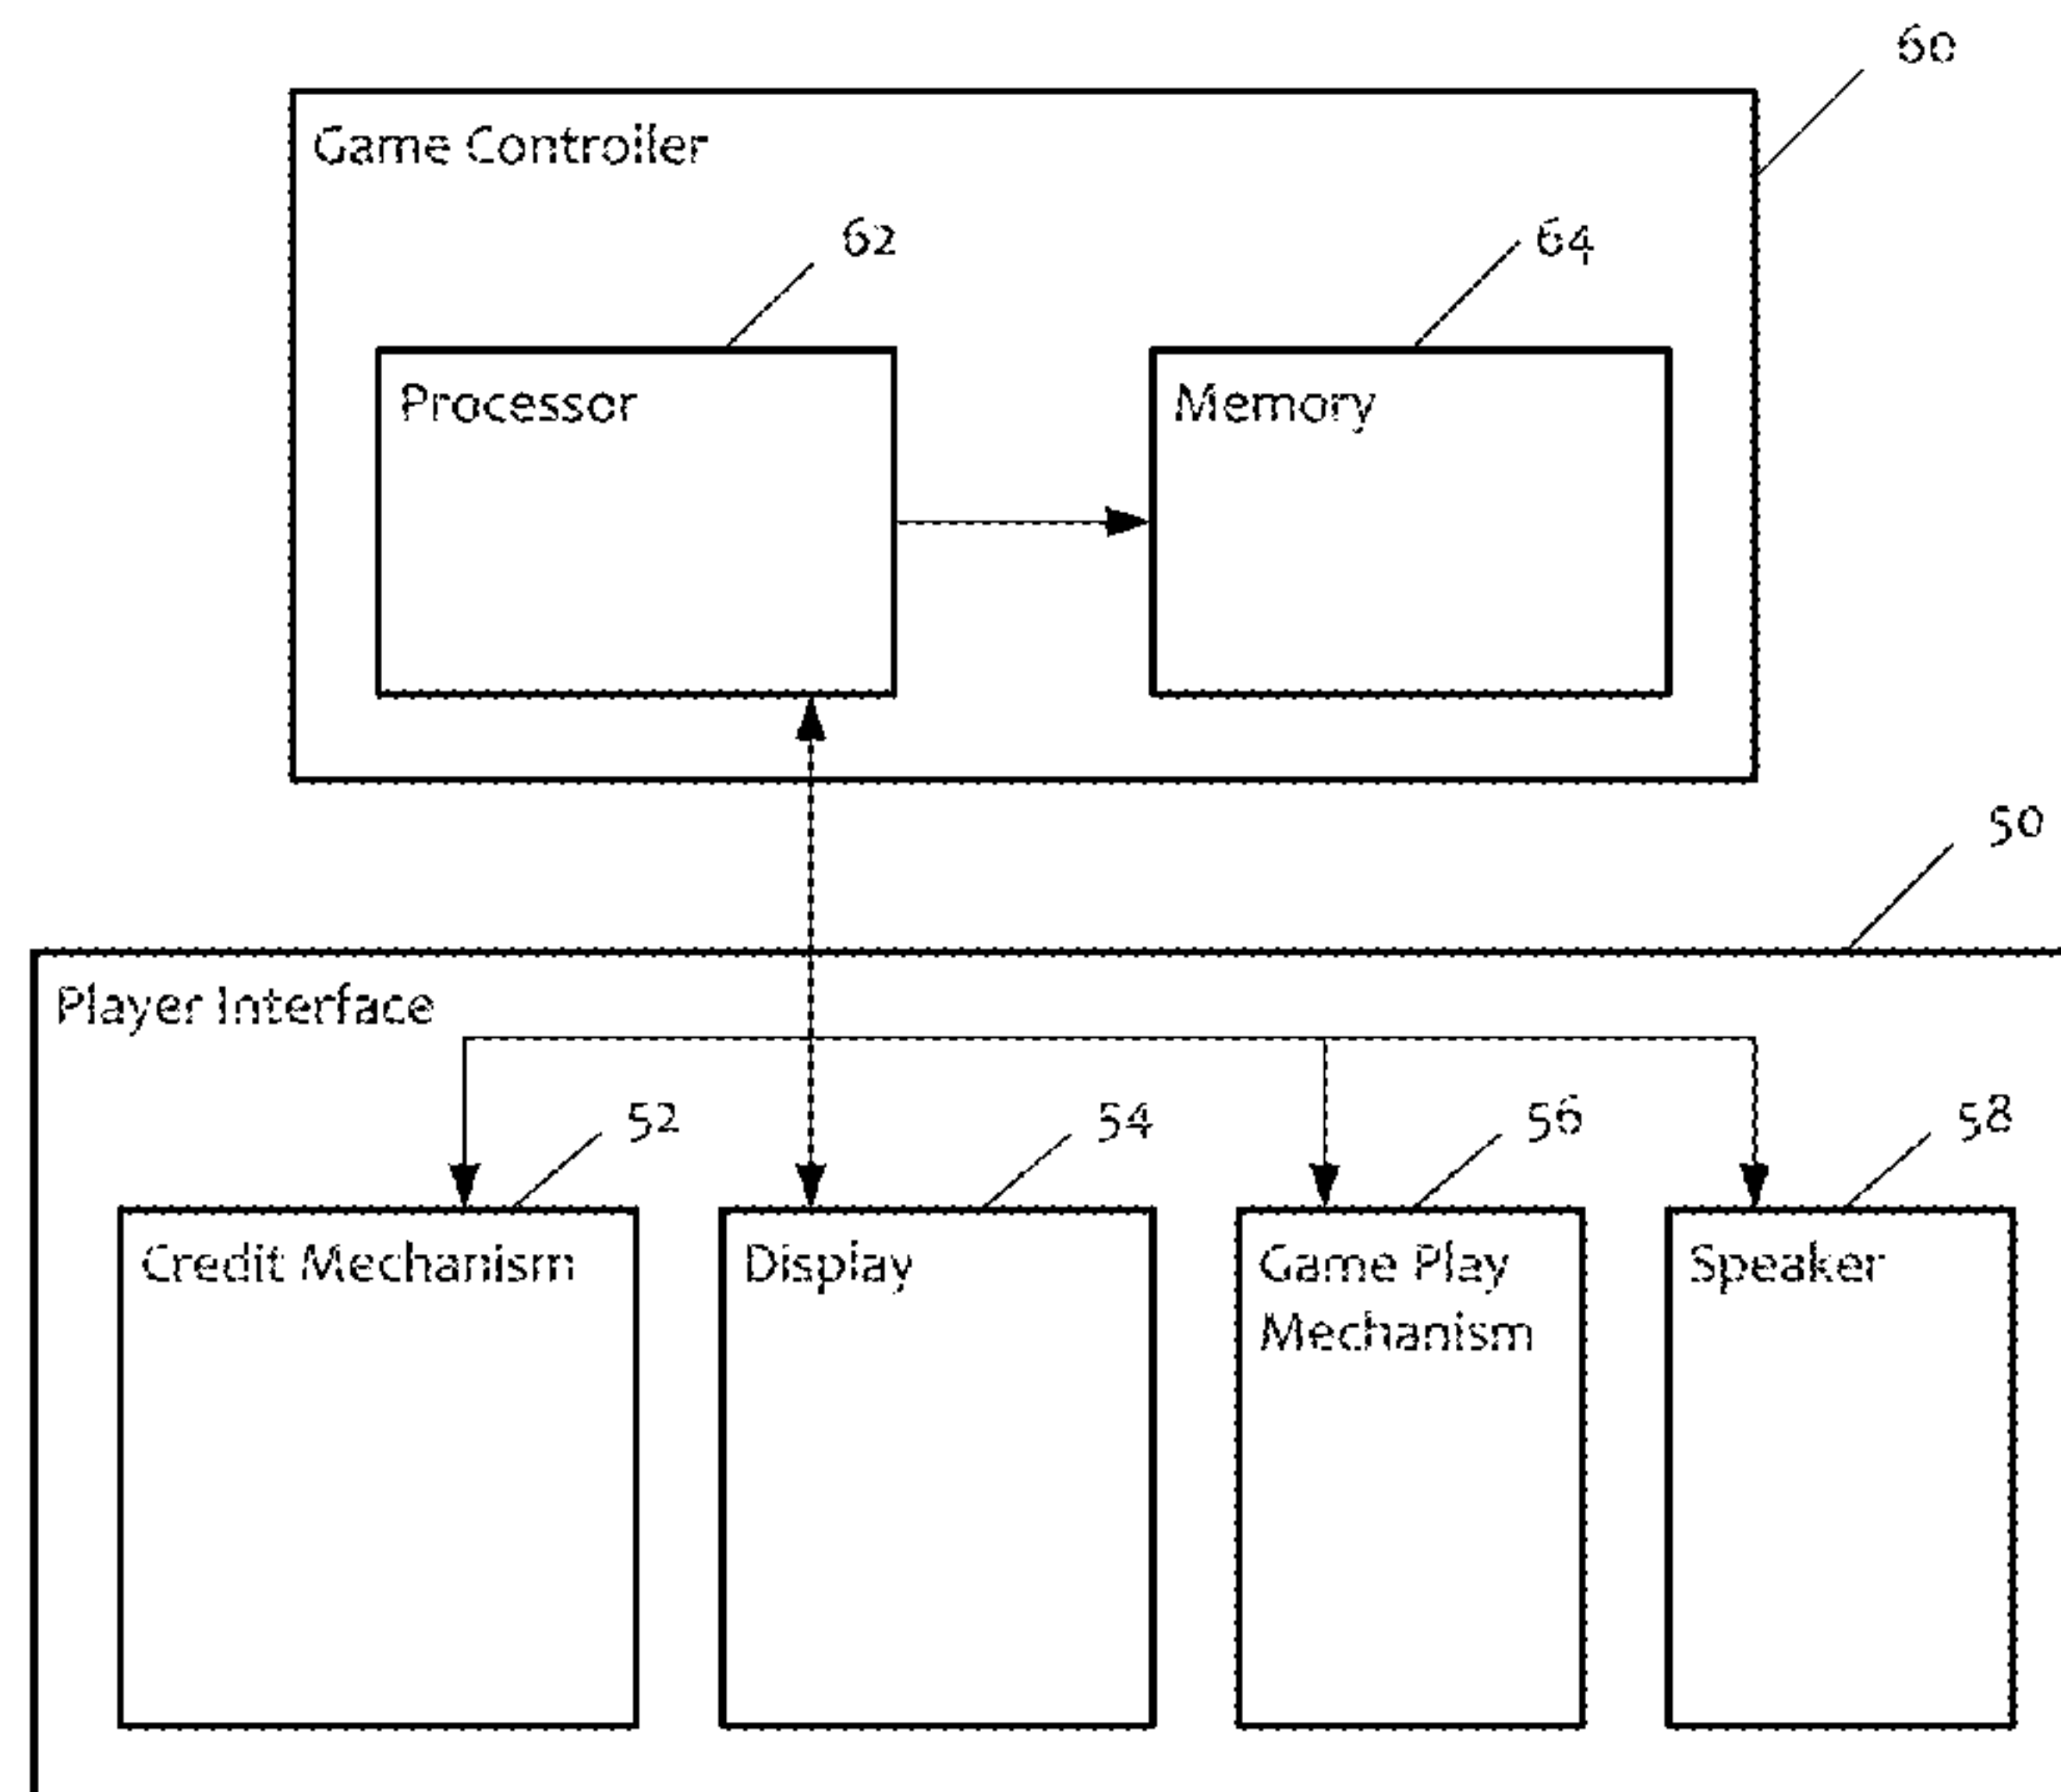 60
Game Controller
62
64
Processor
Memory
50
Player Interface
52
54
56
58
Credit Mechanism
Display
Game Play
Mechanism
Speaker